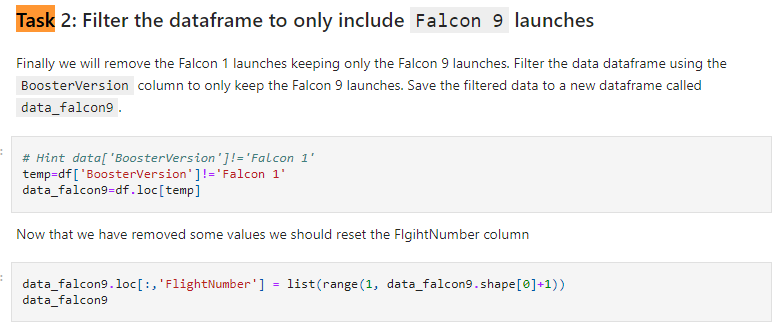 Task 2: Filter the dataframe to only include Falcon 9 launches
Finally we will remove the Falcon 1 launches keeping only the Falcon 9 launches. Filter the data dataframe using the
BoosterVersion column to only keep the Falcon 9 launches. Save the filtered data to a new dataframe called
data_falcon9 .
# Hint data['BoosterVersion']!='Falcon 1'
temp=df['BoosterVersion']!='Falcon 1'
data_falcon9=df.loc[temp]
Now that we have removed some values we should reset the FlgihtNumber column
data_falcon9.loc[:,'FlightNumber'] = list(range(1, data_falcon9.shape[0]+1))
data_falcon9